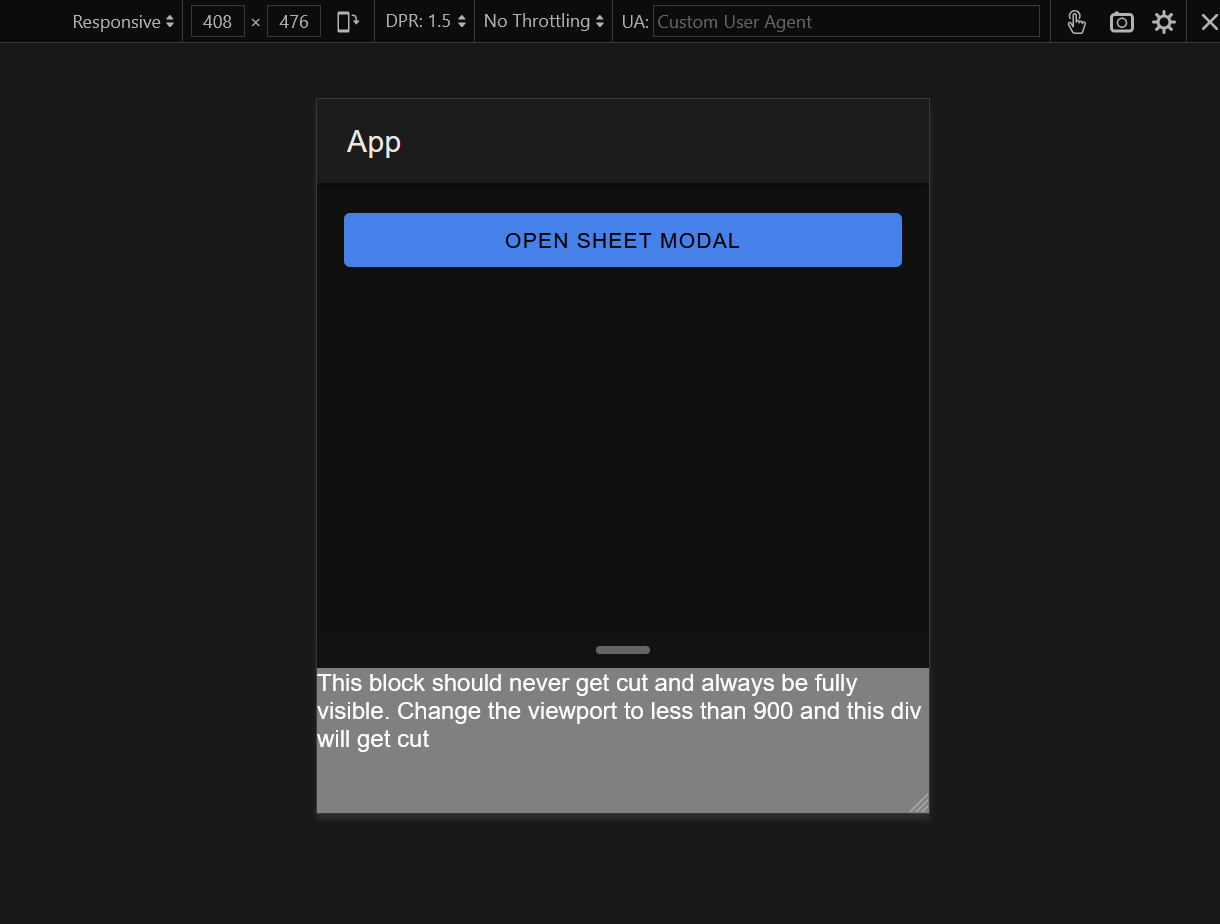 Responsive 408 × 476 DPR: 1.5 No Throttling UA: Custom User Agent
App
OPEN SHEET MODAL
This block should never get cut and always be fully
visible. Change the viewport to less than 900 and this div
will get cut